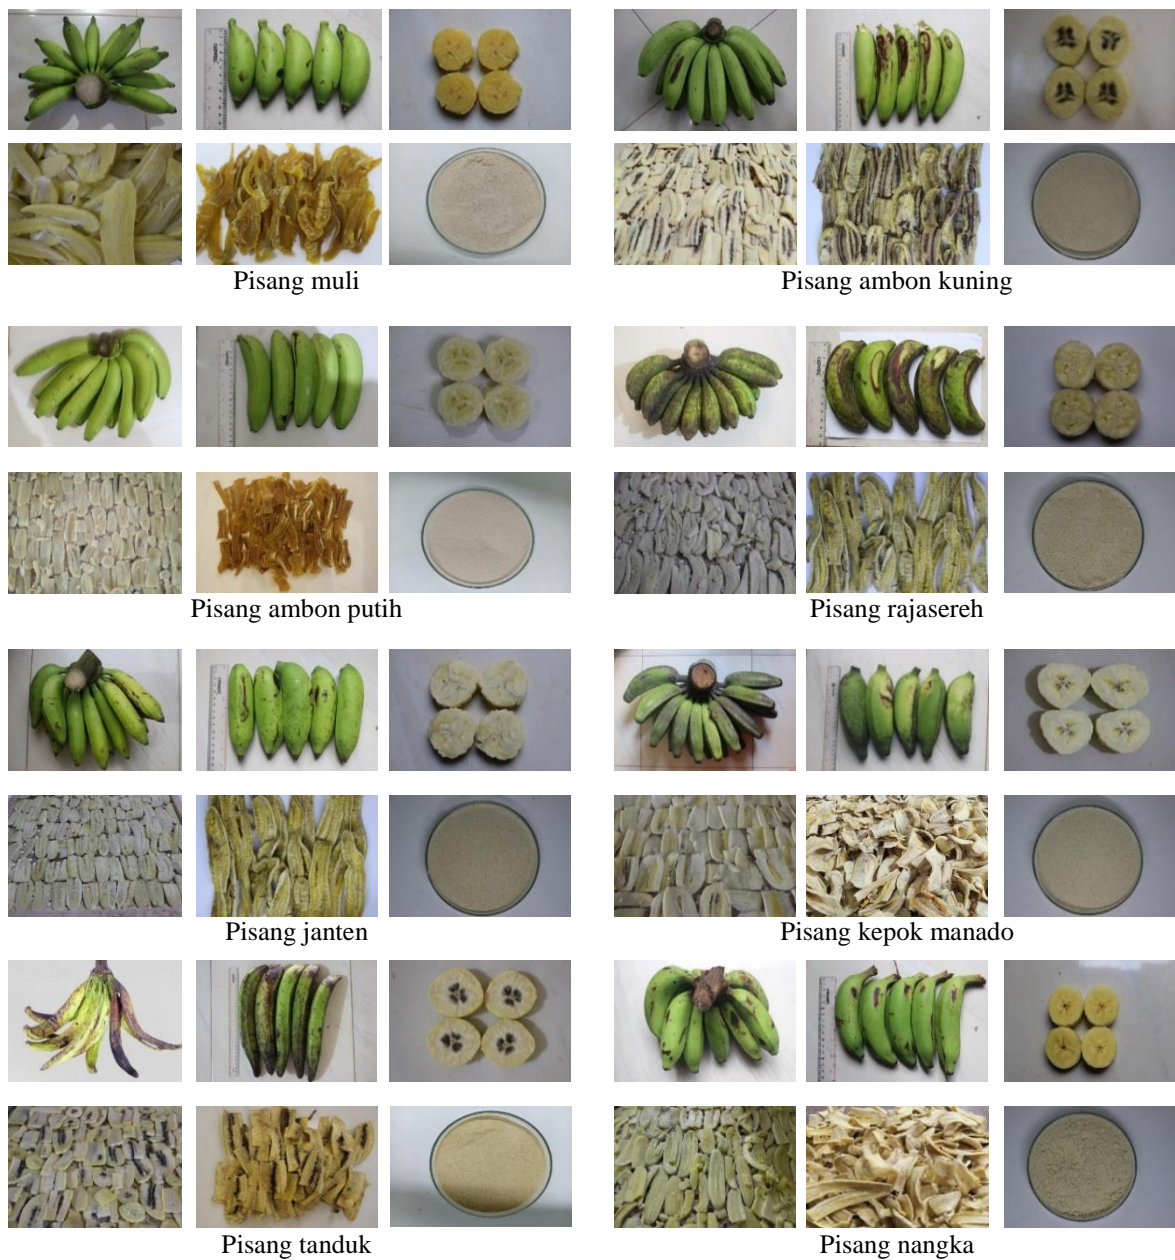 Pisang muli
Pisang ambon kuning
Pisang ambon putih
Pisang rajasereh
Pisang janten
Pisang kepok manado
Pisang tanduk
Pisang nangka